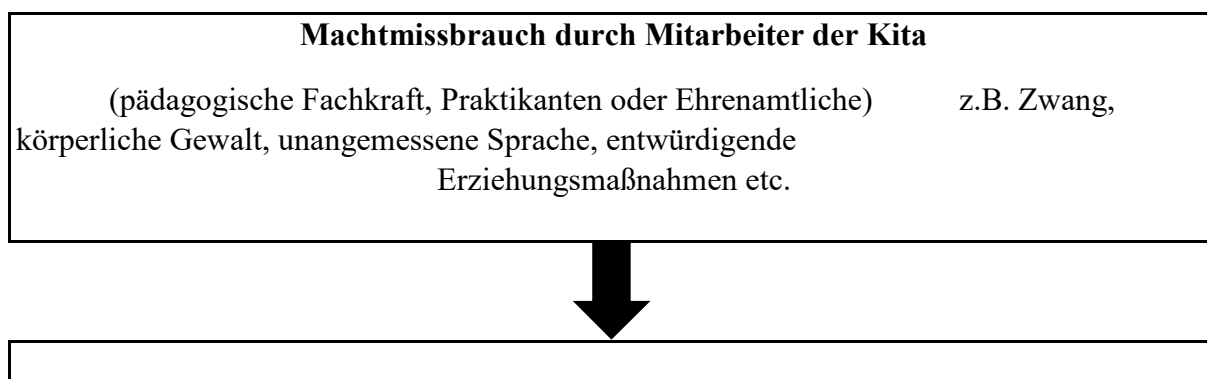 Machtmissbrauch durch Mitarbeiter der Kita
(pädagogische Fachkraft, Praktikanten oder Ehrenamtliche) z.B. Zwang,
körperliche Gewalt, unangemessene Sprache, entwürdigende
Erziehungsmaßnahmen etc.